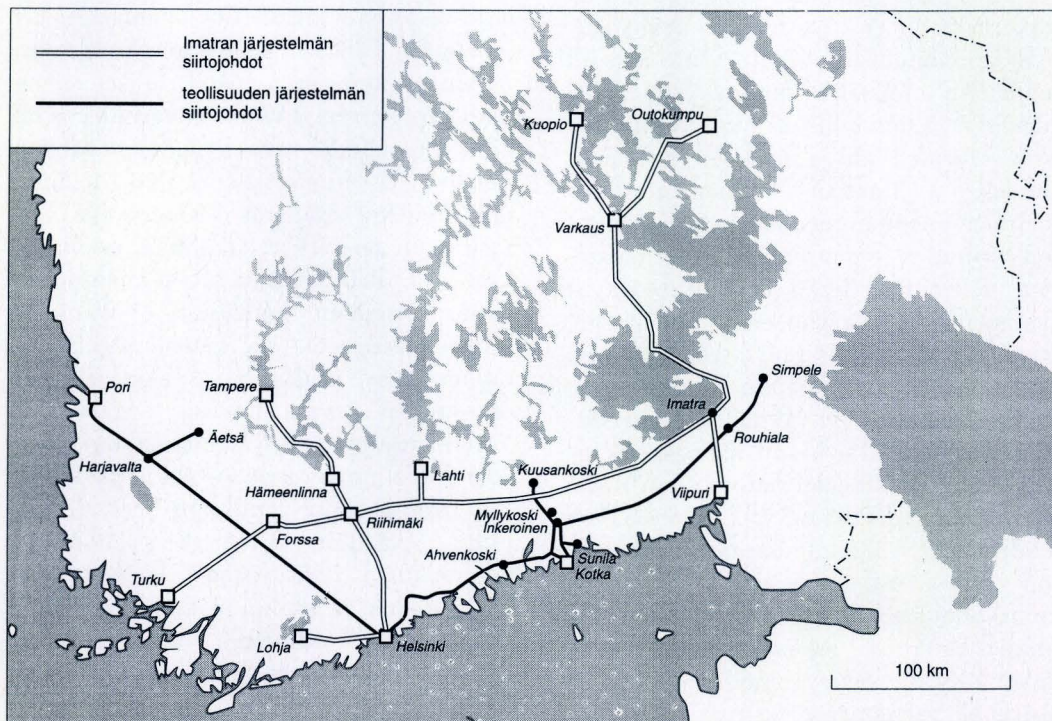 Imatran järjestelmän
siirtojohdot
teollisuuden järjestelmän
siirtojohdot
Kuopio
Outokumpu
Varkaus
Simpele
Pori
Tampere
Imatra
Äetsä
Rouhiala
Harjavalta
Lahti
Kuusankoski
Hämeenlinna
Viipuri
Riihimäki
Myllykoski
Inkeroinen
Forssa
Ahvenkoski
Sunila
Kotka
Turku
Lohja
Helsinki
100 km